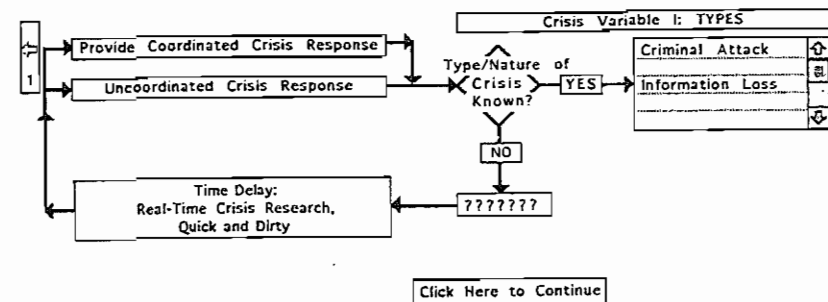 Crisis Variable I: TYPES
1
Provide Coordinated Crisis Response
Uncoordinated Crisis Response
Type/Nature of
Crisis
Known?
YES
Criminal Attack
Information Loss
NO
???????
Time Delay:
Real-Time Crisis Research,
Quick and Dirty
Click Here to Continue